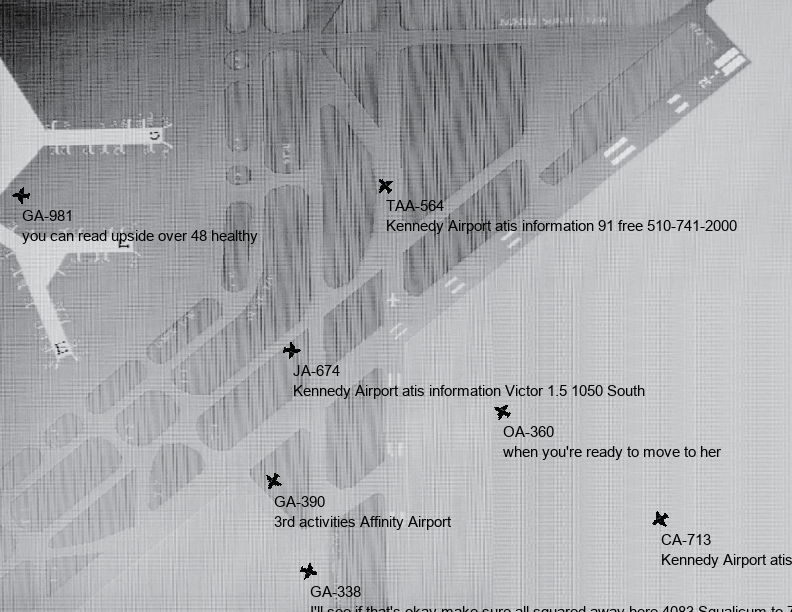 GA-981
you can read upside over 48 healthy
TAA-564
Kennedy Airport atis information 91 free 510-741-2000
JA-674
Kennedy Airport atis information Victor 1.5 1050 South
OA-360
when you're ready to move to her
GA-390
3rd activities Affinity Airport
CA-713
Kennedy Airport atis
GA-338
I'll see if that's okay make sure all squared away here 4083 Squalicum to